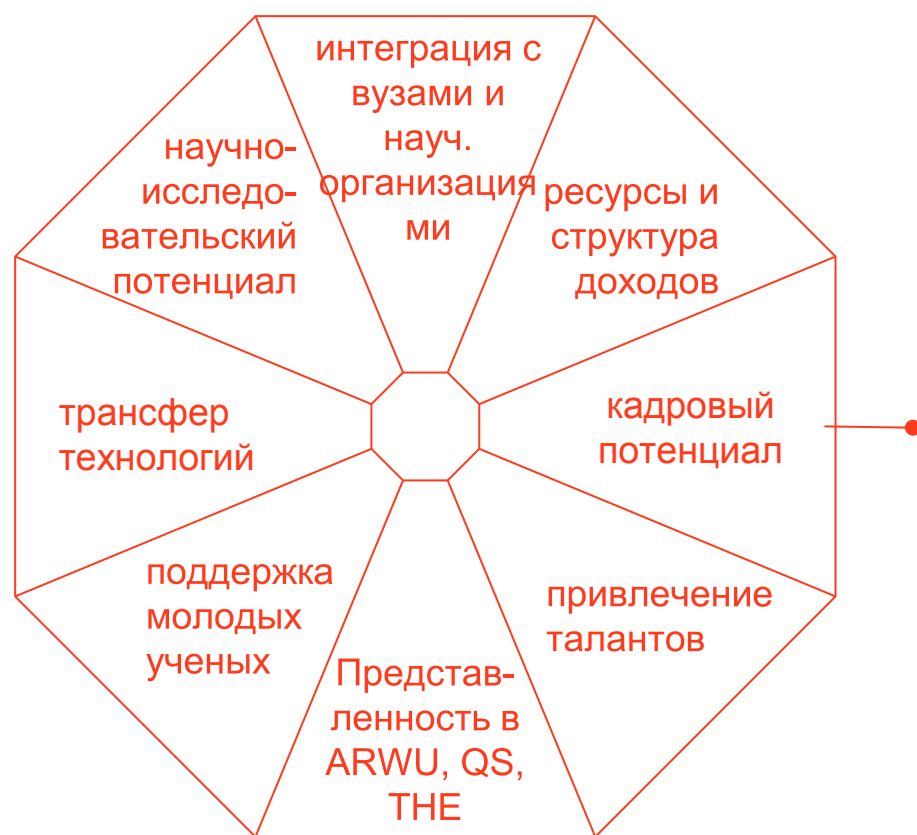 интеграция с
вузами и
науч.
организация
ми
ресурсы и
структура
доходов
кадровый
потенциал
привлечение
талантов
Представ-
ленность в
ARWU, QS,
THE
поддержка
молодых
ученых
трансфер
технологий
научно-
исследо-
вательский
потенциал